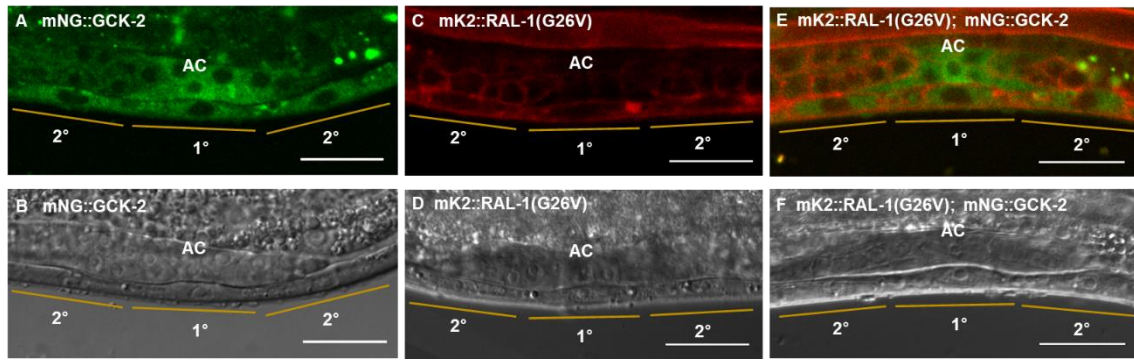 A mNG::GCK-2
AC
2°
1°
2°
C mK2::RAL-1(G26V)
AC
2°
1°
2°
E mK2::RAL-1(G26V); mNG::GCK-2
AC
2°
1°
2°
B mNG::GCK-2
AC
2°
1°
2°
D mK2::RAL-1(G26V)
AC
2°
1°
2°
F mK2::RAL-1(G26V); mNG::GCK-2
AC
2°
1°
2°